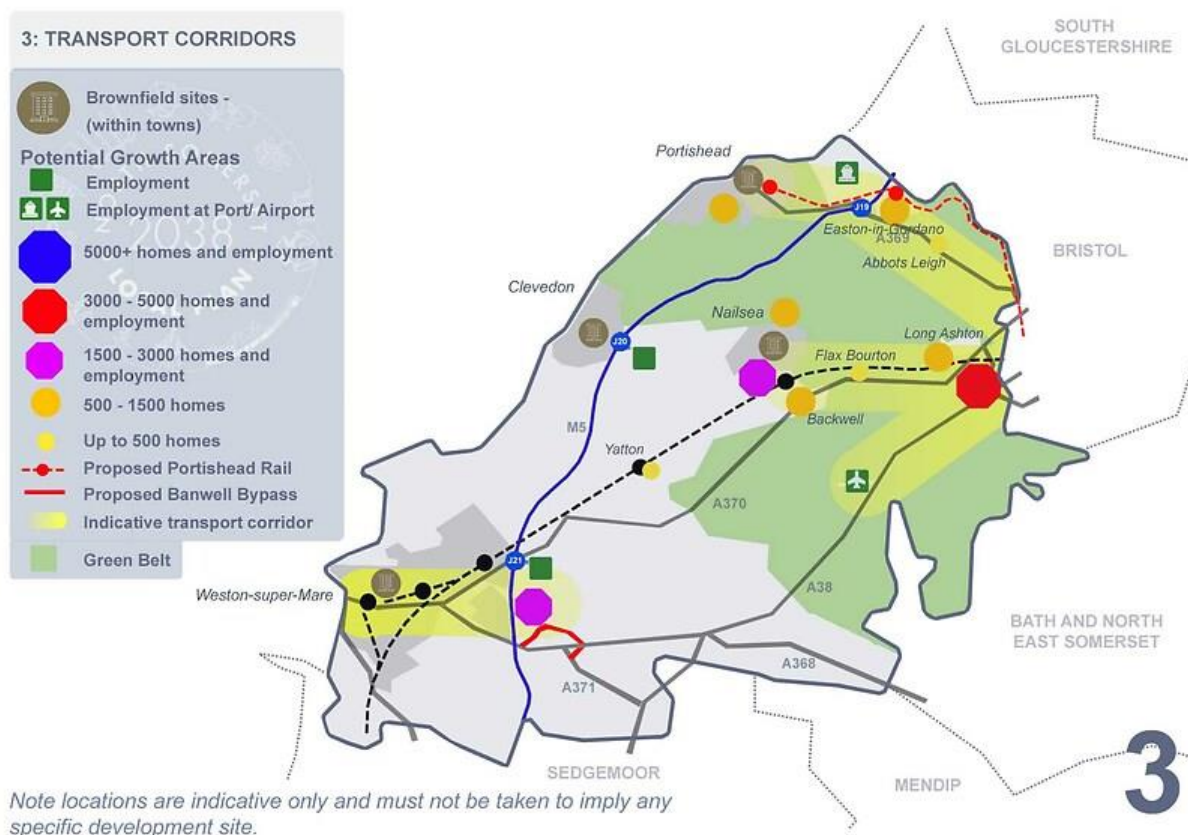 3: TRANSPORT CORRIDORS
Brownfield sites -
(within towns)
Potential Growth Areas
Employment
Employment at Port/ Airport
5000+ homes and employment
3000 - 5000 homes and
employment
1500 - 3000 homes and
employment
500 - 1500 homes
Up to 500 homes
Proposed Portishead Rail
Proposed Banwell Bypass
Indicative transport corridor
Green Belt
2038
SOUTH
GLOUCESTERSHIRE
Portishead
J19
Easton-in-Gordano
A369
Abbots Leigh
BRISTOL
Clevedon
J20
Nailsea
Long Ashton
Flax Bourton
Backwell
M5
Yatton
A370
J21
Weston-super-Mare
A38
A368
A371
BATH AND NORTH
EAST SOMERSET
SEDGEMOOR
MENDIP
3
Note locations are indicative only and must not be taken to imply any
specific development site.